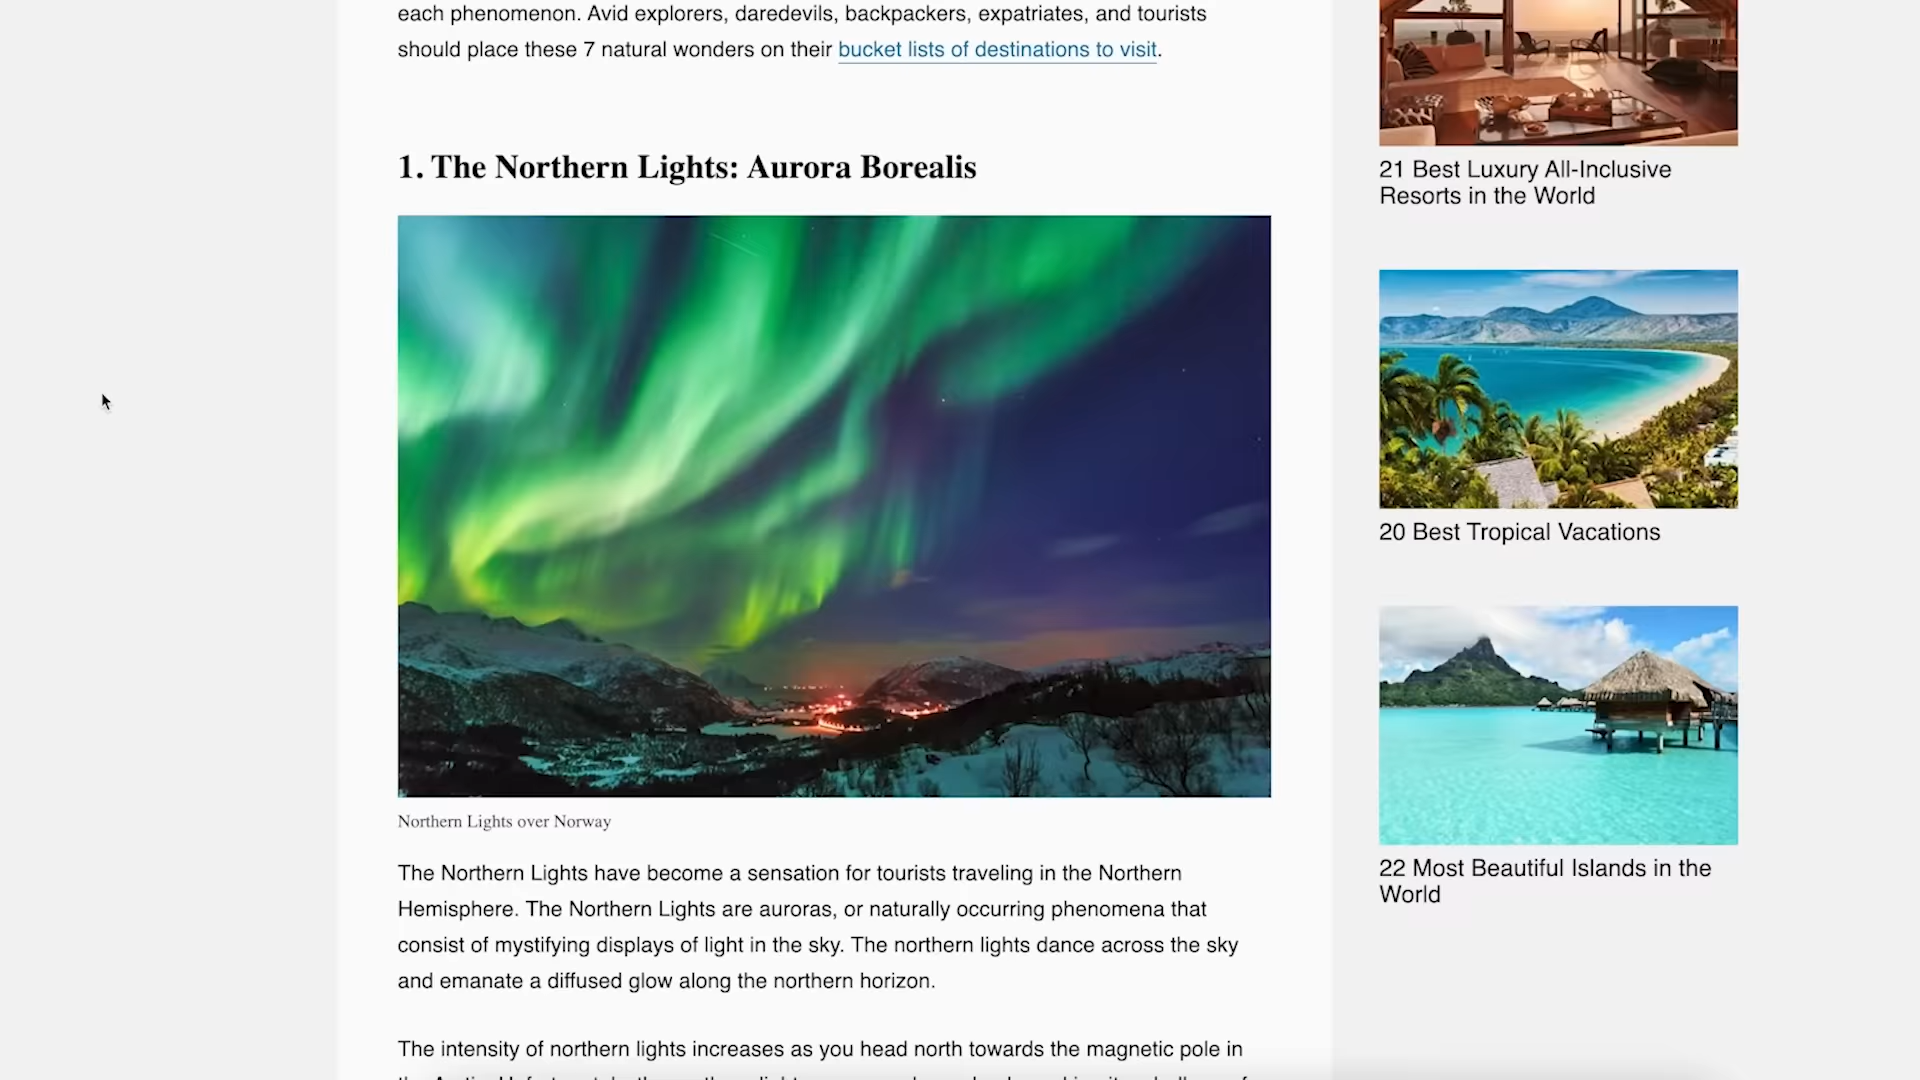 each phenomenon. Avid explorers, daredevils, backpackers, expatriates, and tourists
should place these 7 natural wonders on their bucket lists of destinations to visit.
1. The Northern Lights: Aurora Borealis
Northern Lights over Norway
The Northern Lights have become a sensation for tourists traveling in the Northern
Hemisphere. The Northern Lights are auroras, or naturally occurring phenomena that
consist of mystifying displays of light in the sky. The northern lights dance across the sky
and emanate a diffused glow along the northern horizon.
The intensity of northern lights increases as you head north towards the magnetic pole in
21 Best Luxury All-Inclusive
Resorts in the World
20 Best Tropical Vacations
22 Most Beautiful Islands in the
World